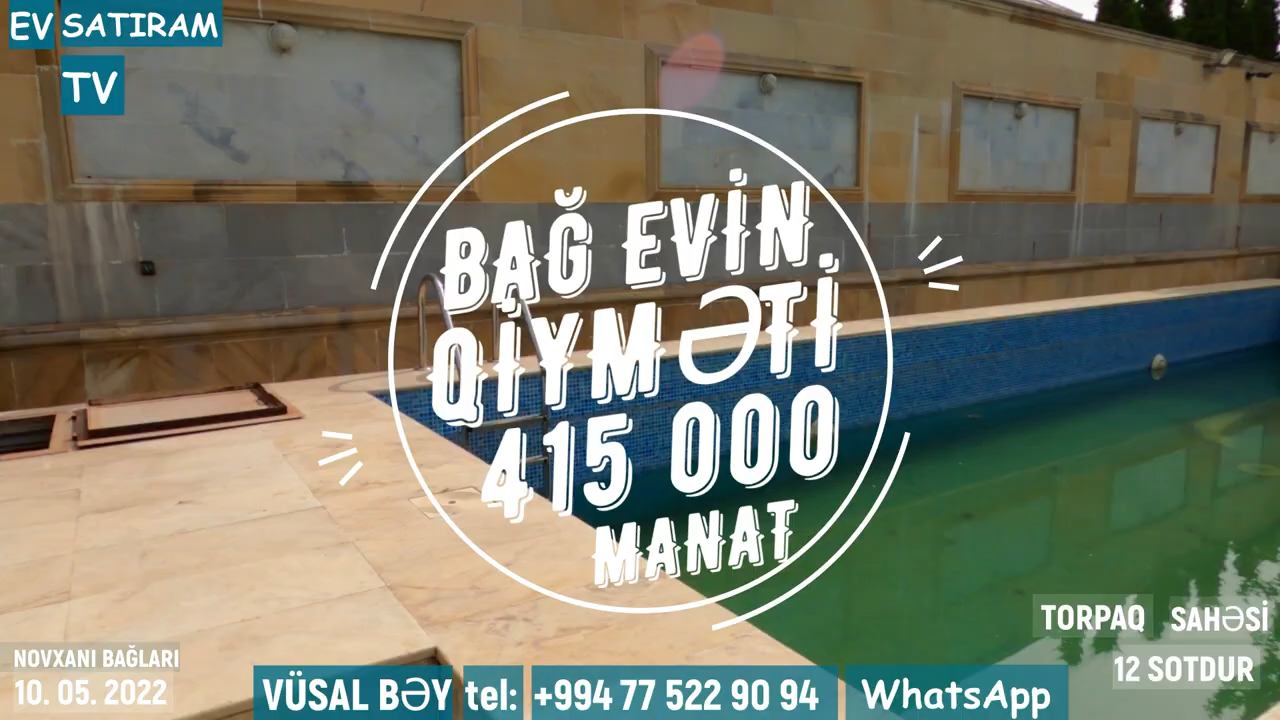 EV SATIRAM
TV
BAĞ EVİN
QİYMƏTİ
415 000
MANAT
TORPAQ SAHƏSİ
12 SOTDUR
NOVXANI BAĞLARI
10. 05. 2022
VÜSAL BƏY tel: +994 77 522 90 94 WhatsApp